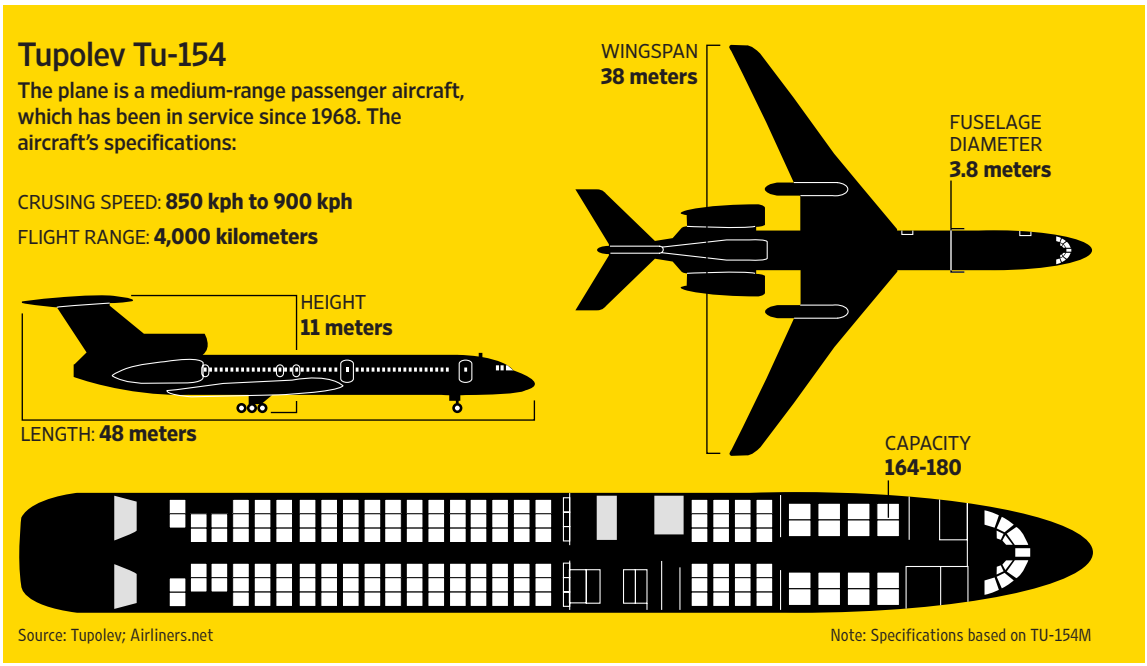 Tupolev Tu-154
The plane is a medium-range passenger aircraft,
which has been in service since 1968. The
aircraft's specifications:
CRUSING SPEED: 850 kph to 900 kph
FLIGHT RANGE: 4,000 kilometers
WINGSPAN
38 meters
FUSELAGE
DIAMETER
3.8 meters
HEIGHT
11 meters
LENGTH: 48 meters
CAPACITY
164-180
Source: Tupolev; Airliners.net
Note: Specifications based on TU-154M